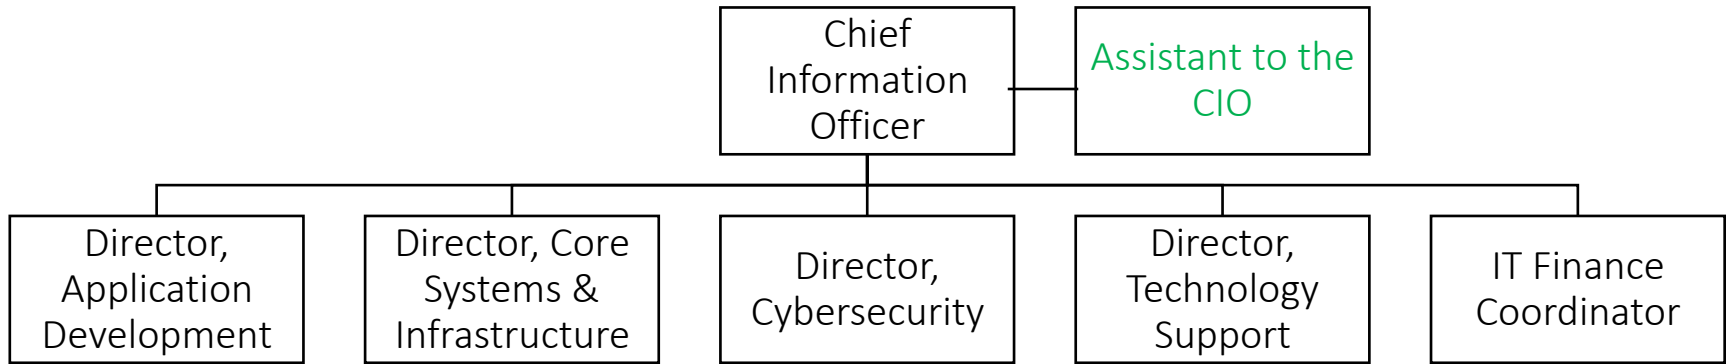 Chief
Information
Officer
Assistant to the
CIO
Director,
Application
Development
Director, Core
Systems &
Infrastructure
Director,
Cybersecurity
Director,
Technology
Support
IT Finance
Coordinator